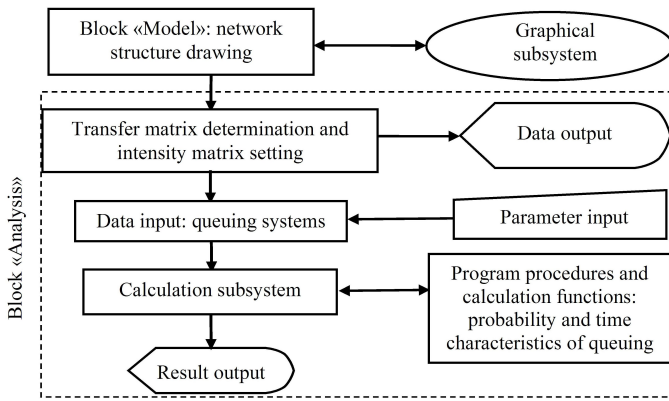 Block «Model»: network
structure drawing
Graphical
subsystem
Transfer matrix determination and
intensity matrix setting
Data output
Data input: queuing systems
Parameter input
Calculation subsystem
Program procedures and
calculation functions:
probability and time
characteristics of queuing
Result output
Block «Analysis»